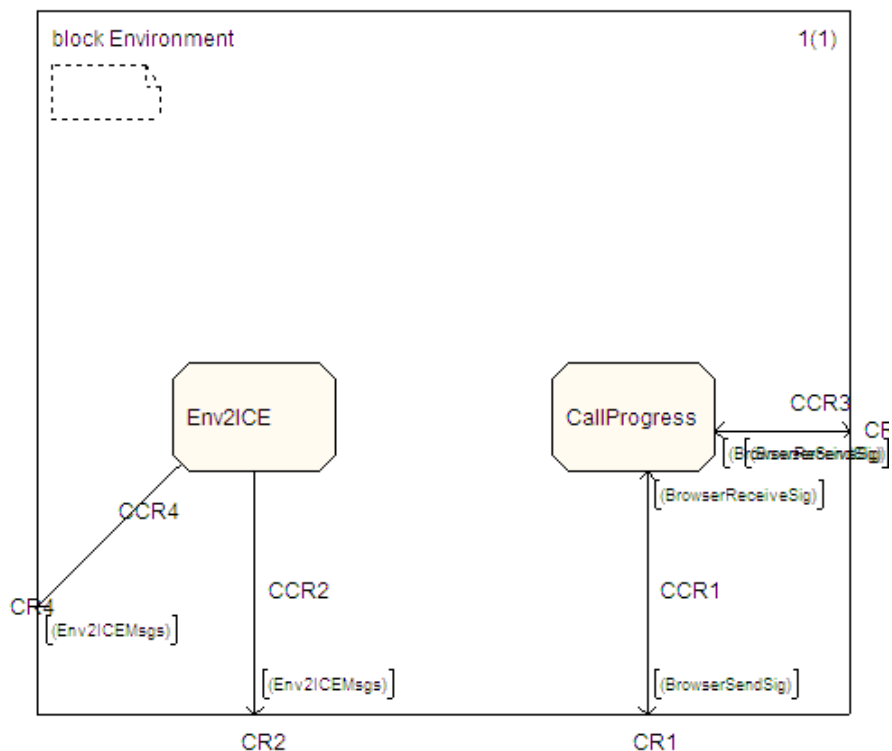 block Environment 1(1)
Env2ICE
CallProgress
CCR3
CCR4
(BrowserReceiveSig)
CCR2
CCR1
CR4
(Env2ICEMsgs)
(Env2ICEMsgs)
(BrowserSendSig)
CR2
CR1